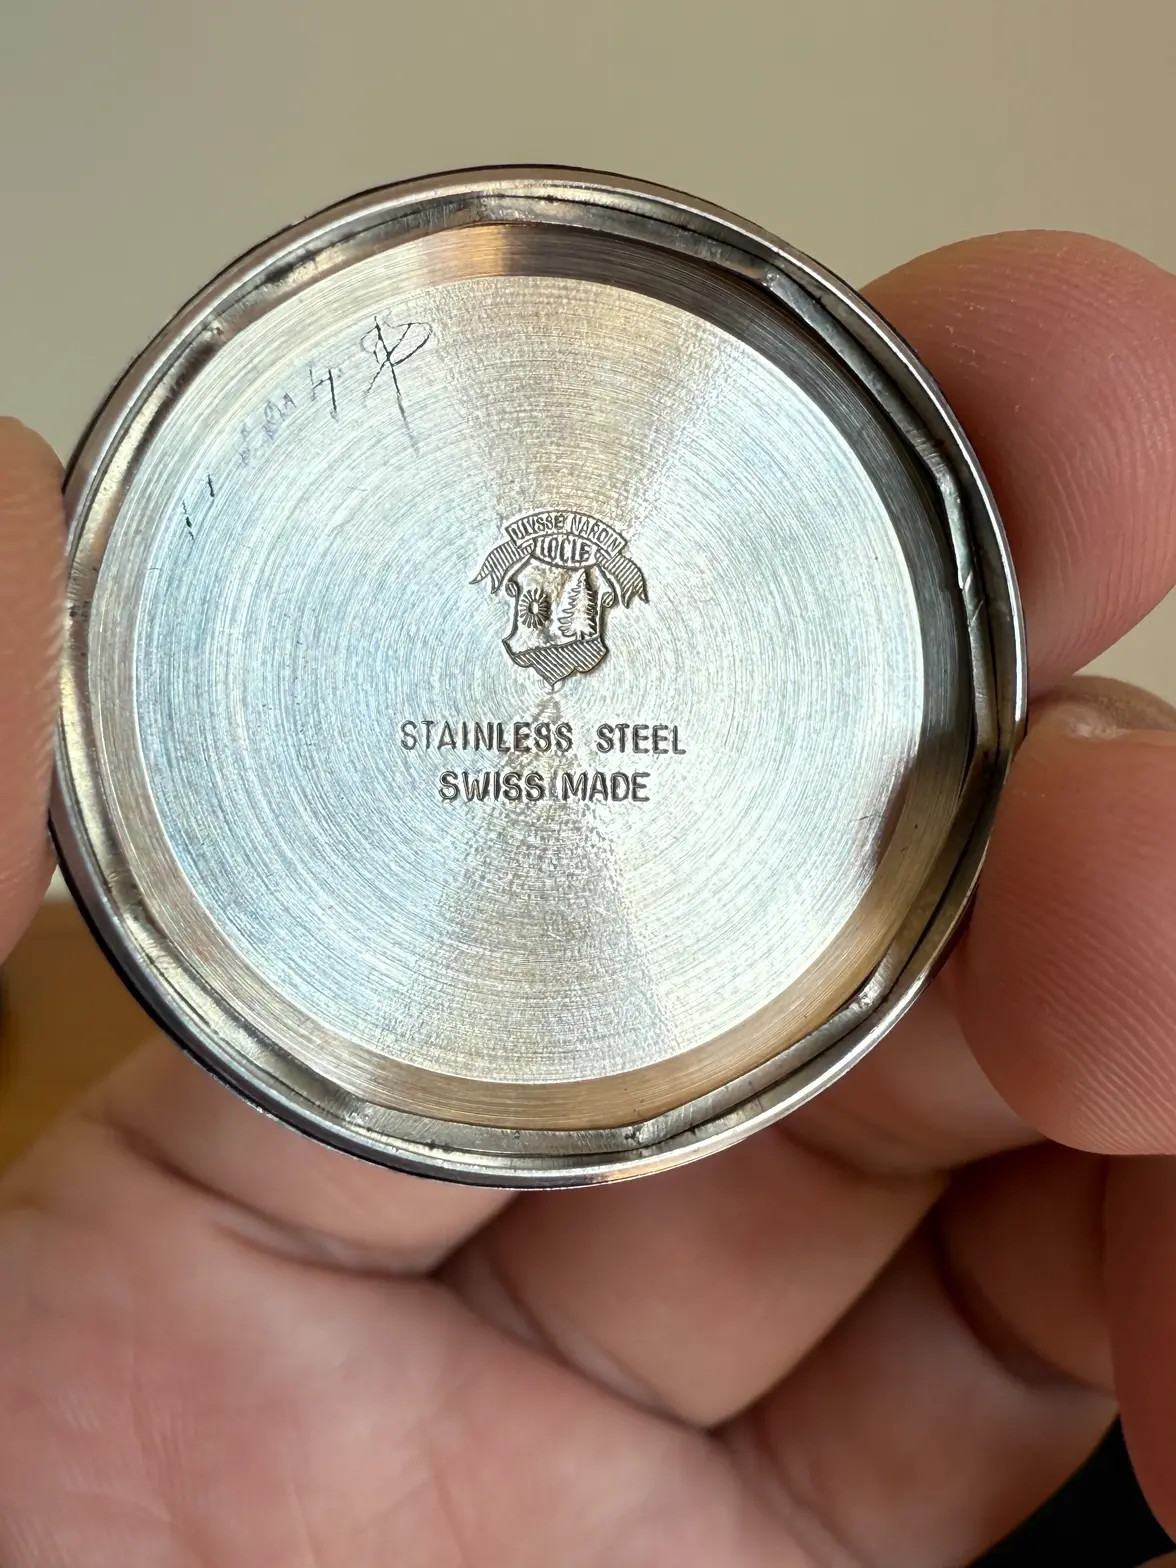 ULYSSE NARDIN
LOCLE
STAINLESS STEEL
SWISS MADE